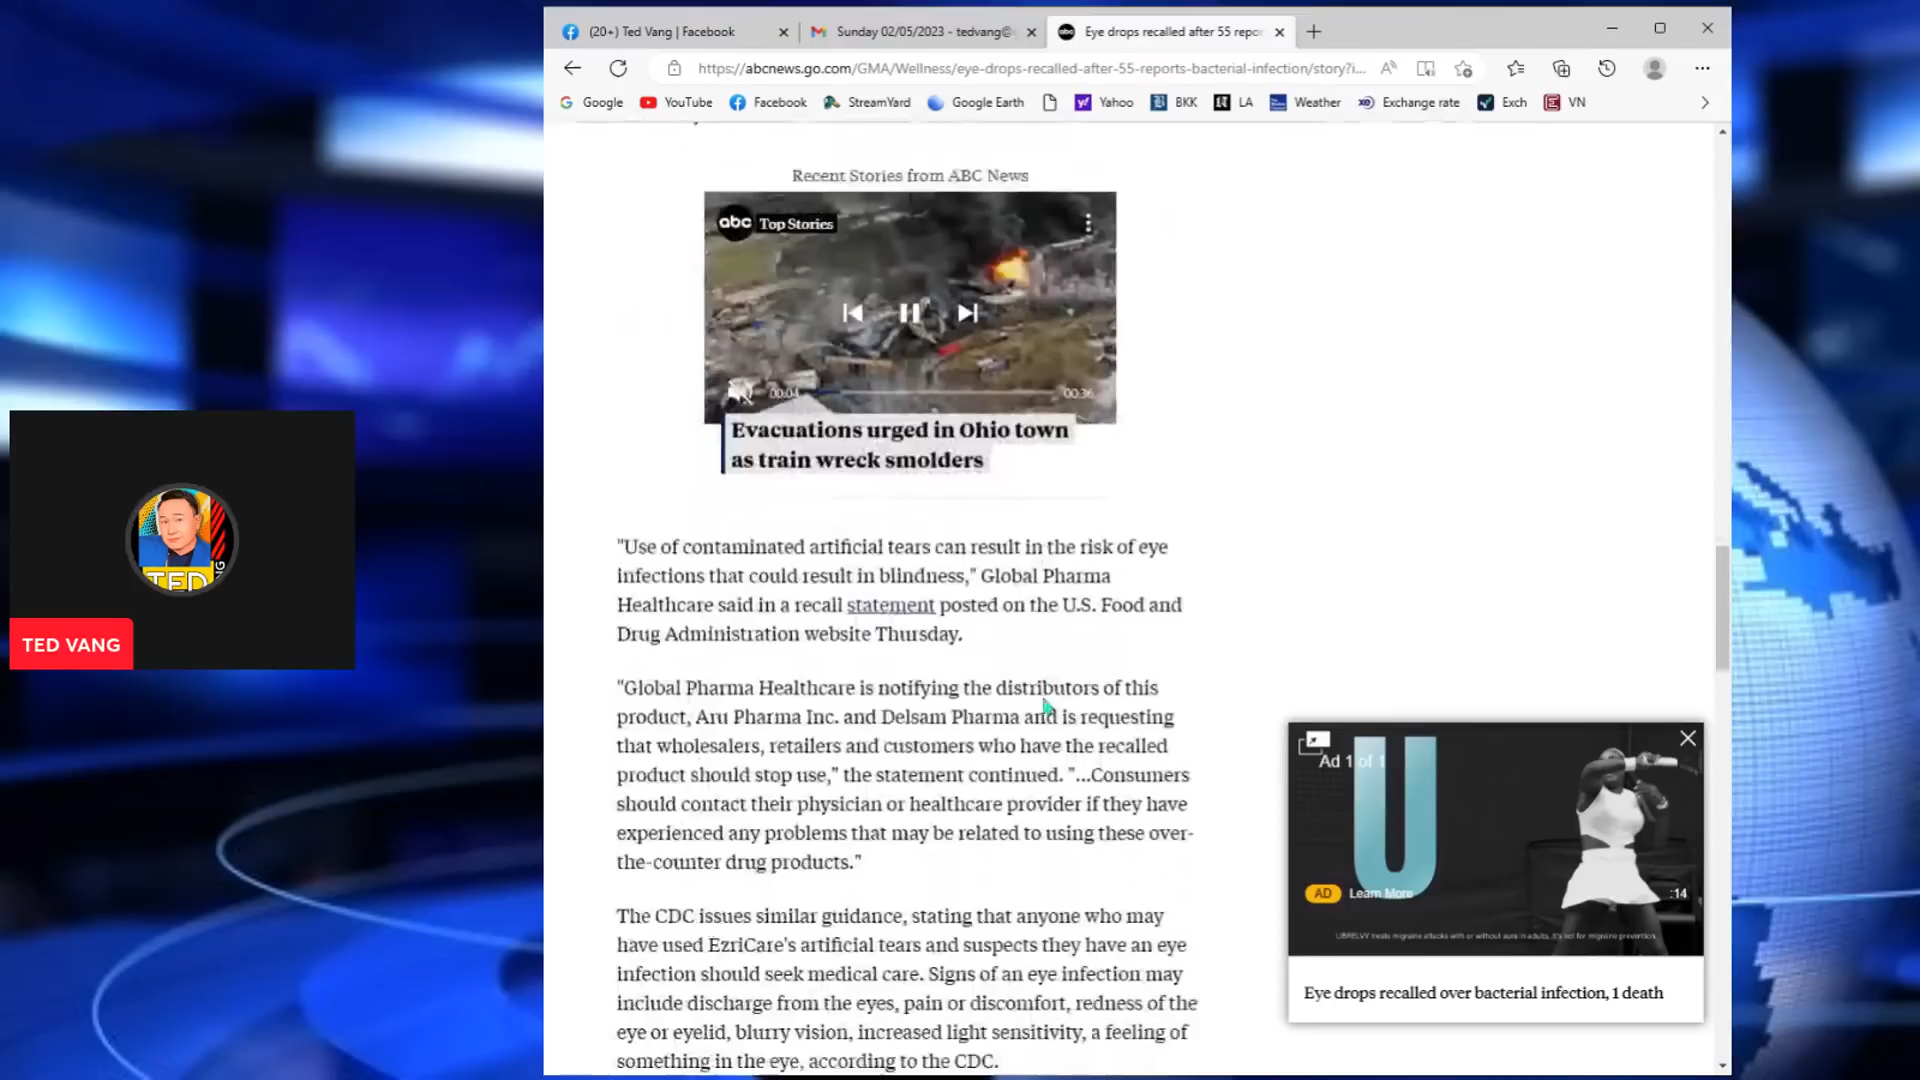 (20+) Ted Vang | Facebook
Sunday 02/05/2023 - tedvang@
abc
Eye drops recalled after 55 repor
https://abcnews.go.com/GMA/Wellness/eye-drops-recalled-after-55-reports-bacterial-infection/story?i...
Google YouTube Facebook StreamYard Google Earth Yahoo BKK LA Weather Exchange rate Exch VN
Recent Stories from ABC News
abc Top Stories
00:04 00:36
Evacuations urged in Ohio town
as train wreck smolders
"Use of contaminated artificial tears can result in the risk of eye
infections that could result in blindness," Global Pharma
Healthcare said in a recall statement posted on the U.S. Food and
Drug Administration website Thursday.
"Global Pharma Healthcare is notifying the distributors of this
product, Aru Pharma Inc. and Delsam Pharma and is requesting
that wholesalers, retailers and customers who have the recalled
product should stop use," the statement continued. "...Consumers
should contact their physician or healthcare provider if they have
experienced any problems that may be related to using these over-
the-counter drug products."
The CDC issues similar guidance, stating that anyone who may
have used EzriCare's artificial tears and suspects they have an eye
infection should seek medical care. Signs of an eye infection may
include discharge from the eyes, pain or discomfort, redness of the
eye or eyelid, blurry vision, increased light sensitivity, a feeling of
something in the eye, according to the CDC.
TED
TED VANG
Ad 1 of 1
U
AD Learn More :14
UBRELVY treats migraine attacks with or without aura in adults. It's not for migraine prevention.
Eye drops recalled over bacterial infection, 1 death